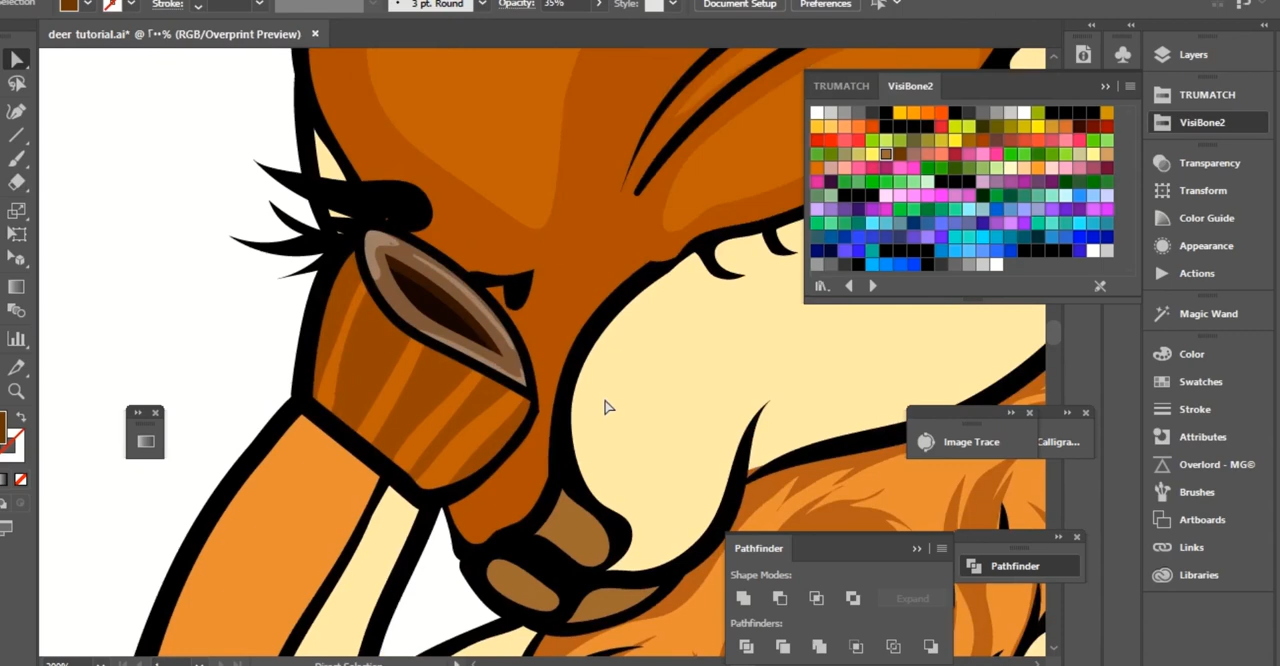 Selection
Stroke:
3 pt. Round
Opacity: 35%
Style:
Document Setup
Preferences
deer tutorial.ai* @ 200% (RGB/Overprint Preview)
TRUMATCH
VisiBone2
Layers
TRUMATCH
VisiBone2
Transparency
Transform
Color Guide
Appearance
Actions
Magic Wand
Color
Swatches
Stroke
Attributes
Overlord - MG©
Brushes
Artboards
Links
Libraries
Image Trace
Calligra...
Pathfinder
Pathfinder
Shape Modes:
Expand
Pathfinders:
200%
1
Direct Selection